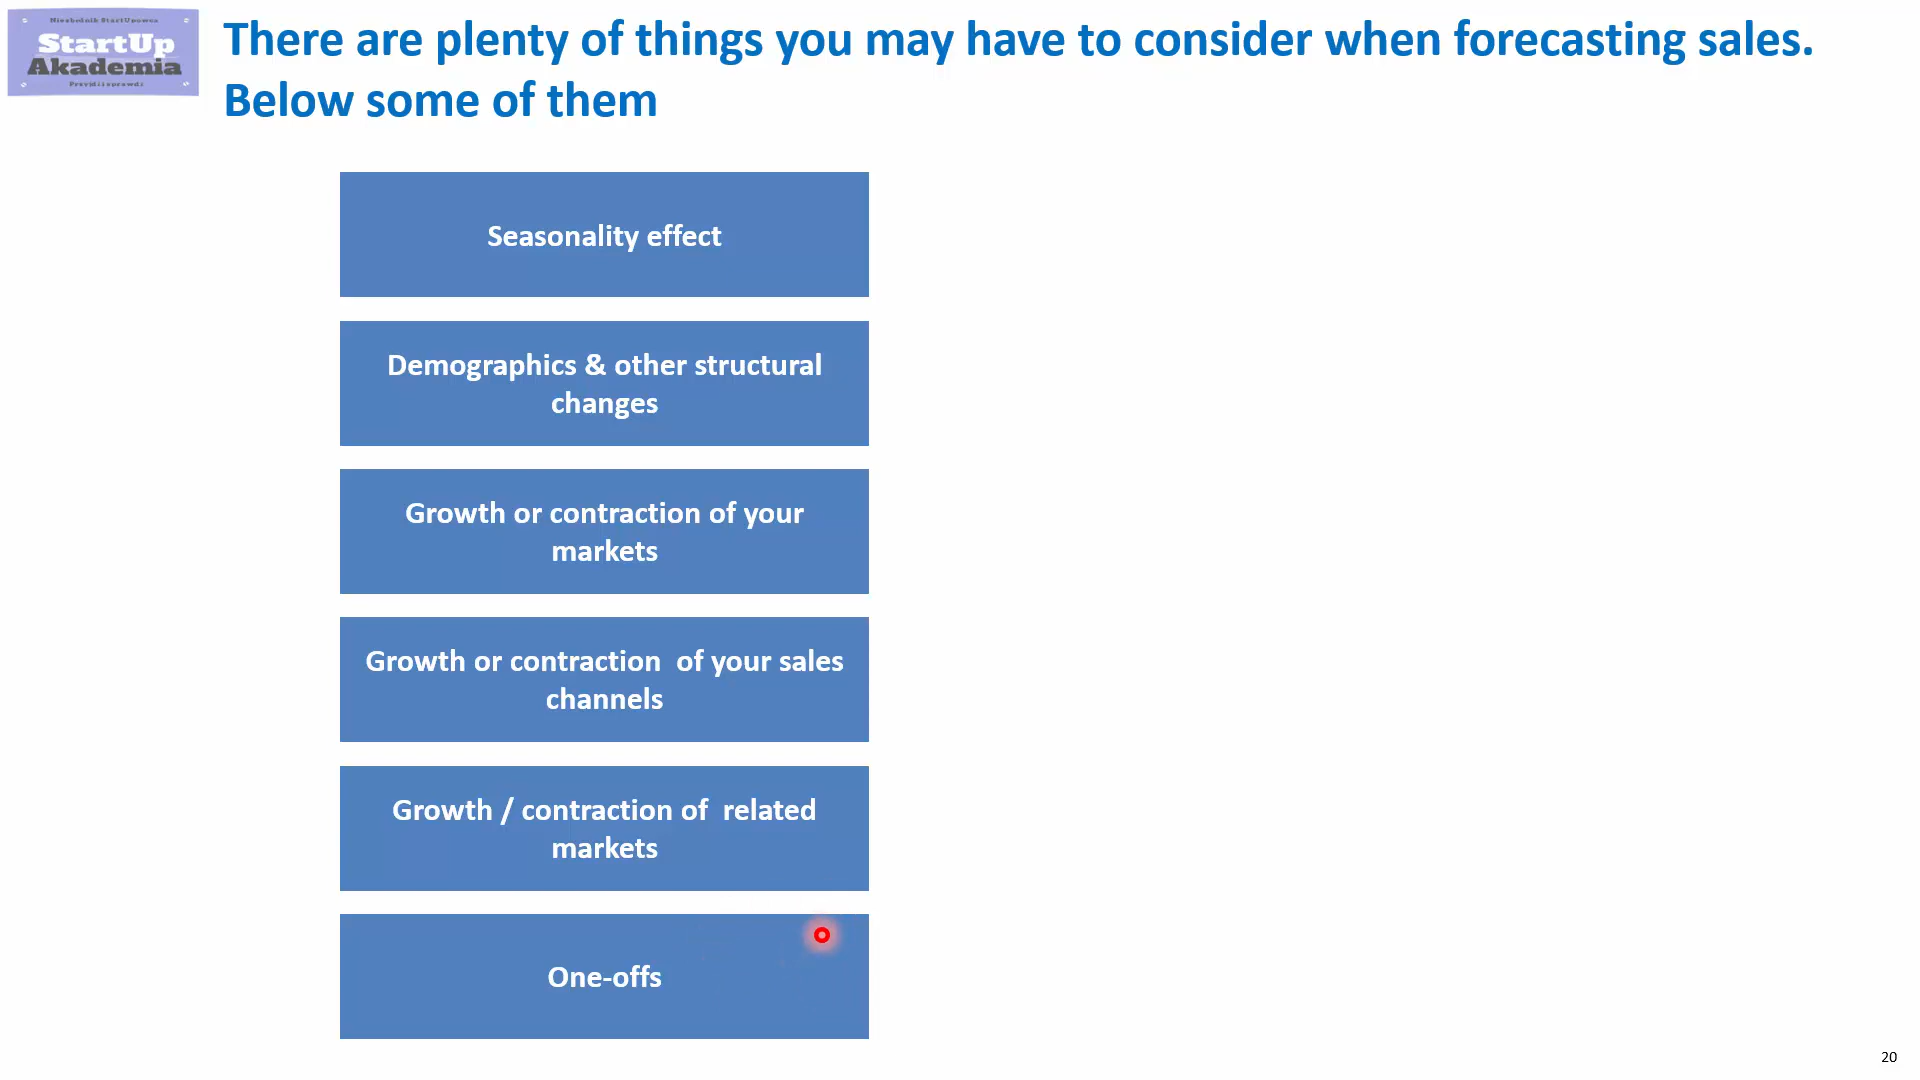 Niezbędnik StartUpowca
StartUp
Akademia
There are plenty of things you may have to consider when forecasting sales.
Below some of them
Seasonality effect
Demographics & other structural
changes
Growth or contraction of your
markets
Growth or contraction  of your sales
channels
Growth / contraction of  related
markets
One-offs
20